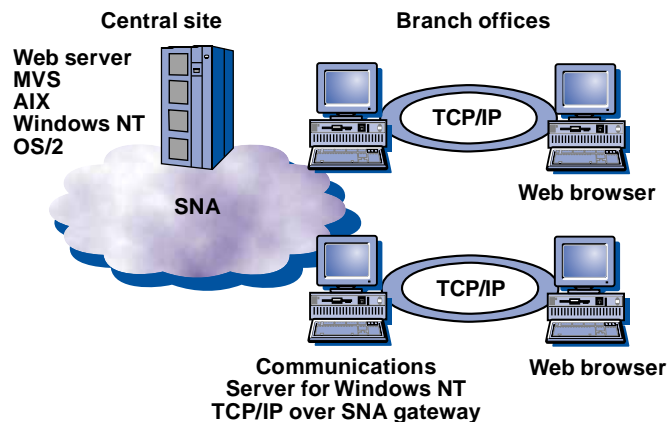 Central site
Branch offices
Web server
MVS
AIX
Windows NT
OS/2
SNA
TCP/IP
Web browser
TCP/IP
Communications
Server for Windows NT
TCP/IP over SNA gateway
Web browser